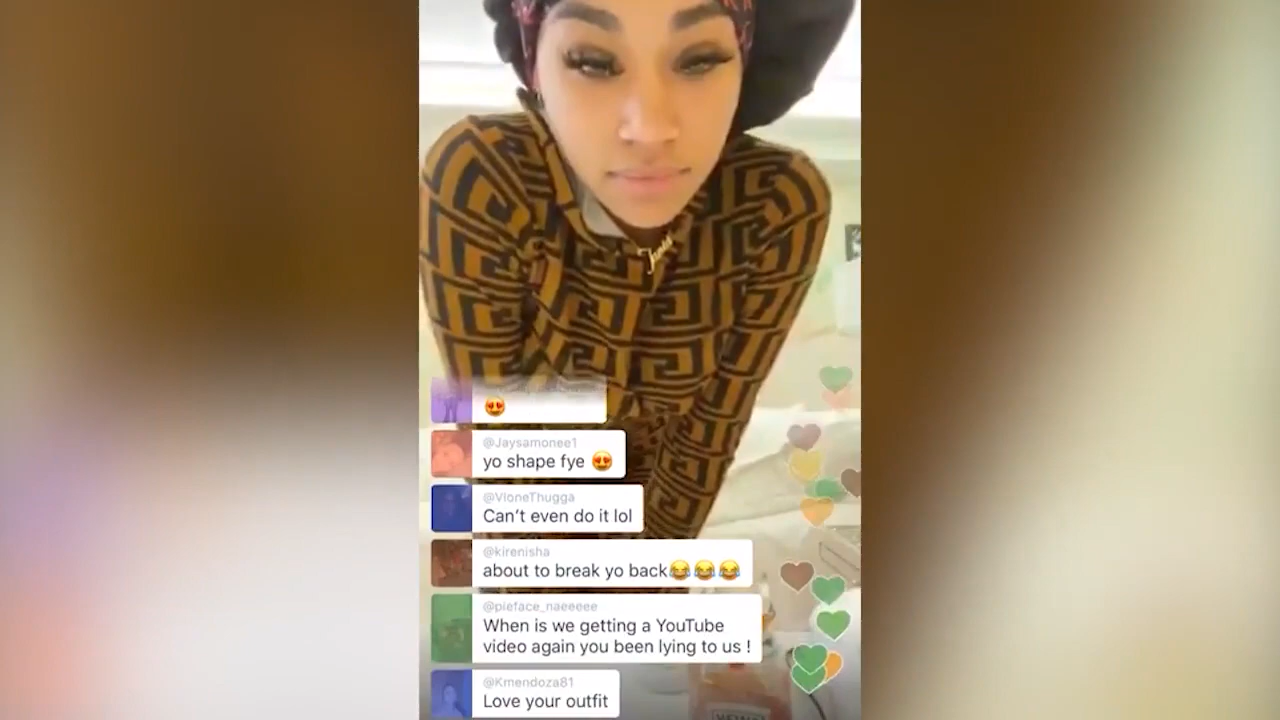 😍
@Jaysamonee1
yo shape fye 😍
@VloneThugga
Can't even do it lol
@kirenisha
about to break yo back😂😂😂
@pieface_naeeeee
When is we getting a YouTube
video again you been lying to us !
@Kmendoza81
Love your outfit